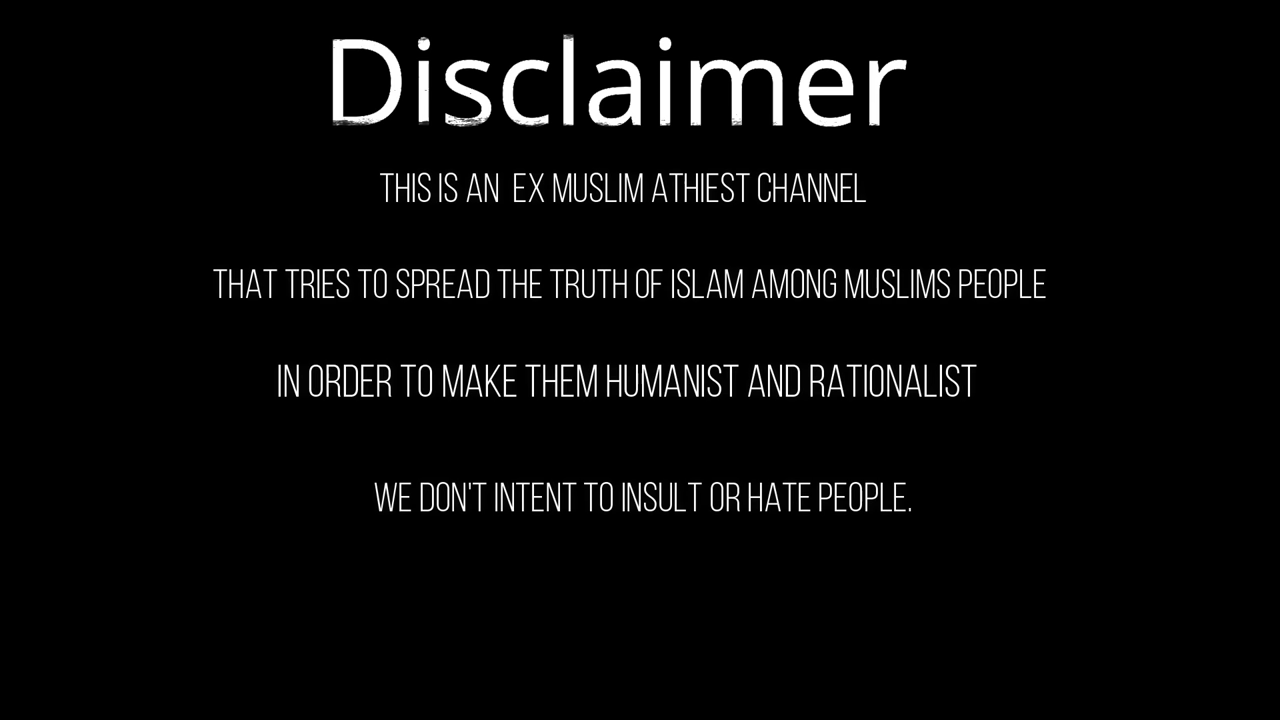 Disclaimer
THIS IS AN EX MUSLIM ATHIEST CHANNEL
THAT TRIES TO SPREAD THE TRUTH OF ISLAM AMONG MUSLIMS PEOPLE
IN ORDER TO MAKE THEM HUMANIST AND RATIONALIST
WE DON'T INTENT TO INSULT OR HATE PEOPLE.